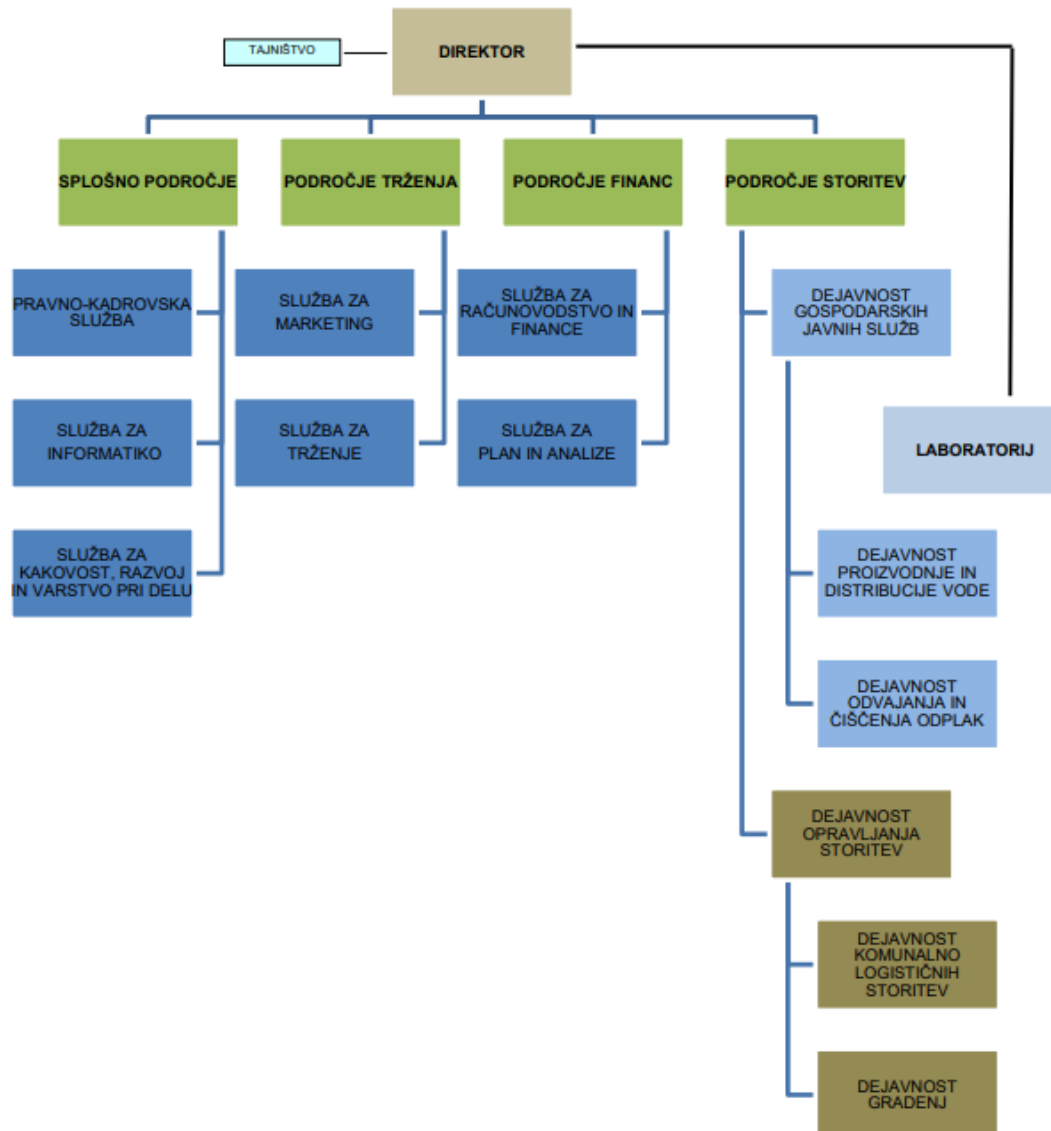 TAJNIŠTVO
DIREKTOR
SPLOŠNO PODROČJE
PODROČJE TRŽENJA
PODROČJE FINANC
PODROČJE STORITEV
PRAVNO-KADROVSKA
SLUŽBA
SLUŽBA ZA
MARKETING
SLUŽBA ZA
RAČUNOVODSTVO IN
FINANCE
DEJAVNOST
GOSPODARSKIH
JAVNIH SLUŽB
SLUŽBA ZA
INFORMATIKO
SLUŽBA ZA
TRŽENJE
SLUŽBA ZA
PLAN IN ANALIZE
LABORATORIJ
SLUŽBA ZA
KAKOVOST, RAZVOJ
IN VARSTVO PRI DELU
DEJAVNOST
PROIZVODNJE IN
DISTRIBUCIJE VODE
DEJAVNOST
ODVAJANJA IN
ČIŠČENJA ODPLAK
DEJAVNOST
OPRAVLJANJA
STORITEV
DEJAVNOST
KOMUNALNO
LOGISTIČNIH
STORITEV
DEJAVNOST
GRADENJ